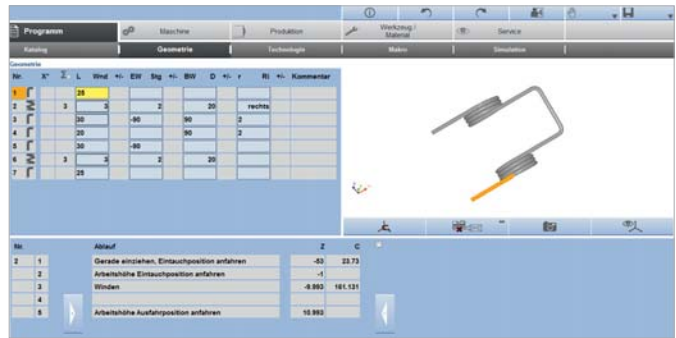 Programm Maschine Produktion Werkzeug / Material Service
Katalog Geometrie Technologie Makro Simulation
Geometrie
Nr. X° L Wnd +/- EW Stg +/- BW D +/- r Ri +/- Kommentar
1 25
2 3 3 2 20 rechts
3 30 -90 90 2
4 20 90 2
5 30 -90
6 3 3 2 20
7 25
Nr. Ablauf Z C
2 1 Gerade einziehen, Eintauchposition anfahren -53 23.73
2 Arbeitshöhe Eintauchposition anfahren -1
3 Winden -9.993 161.131
4
5 Arbeitshöhe Ausfahrposition anfahren 10.993